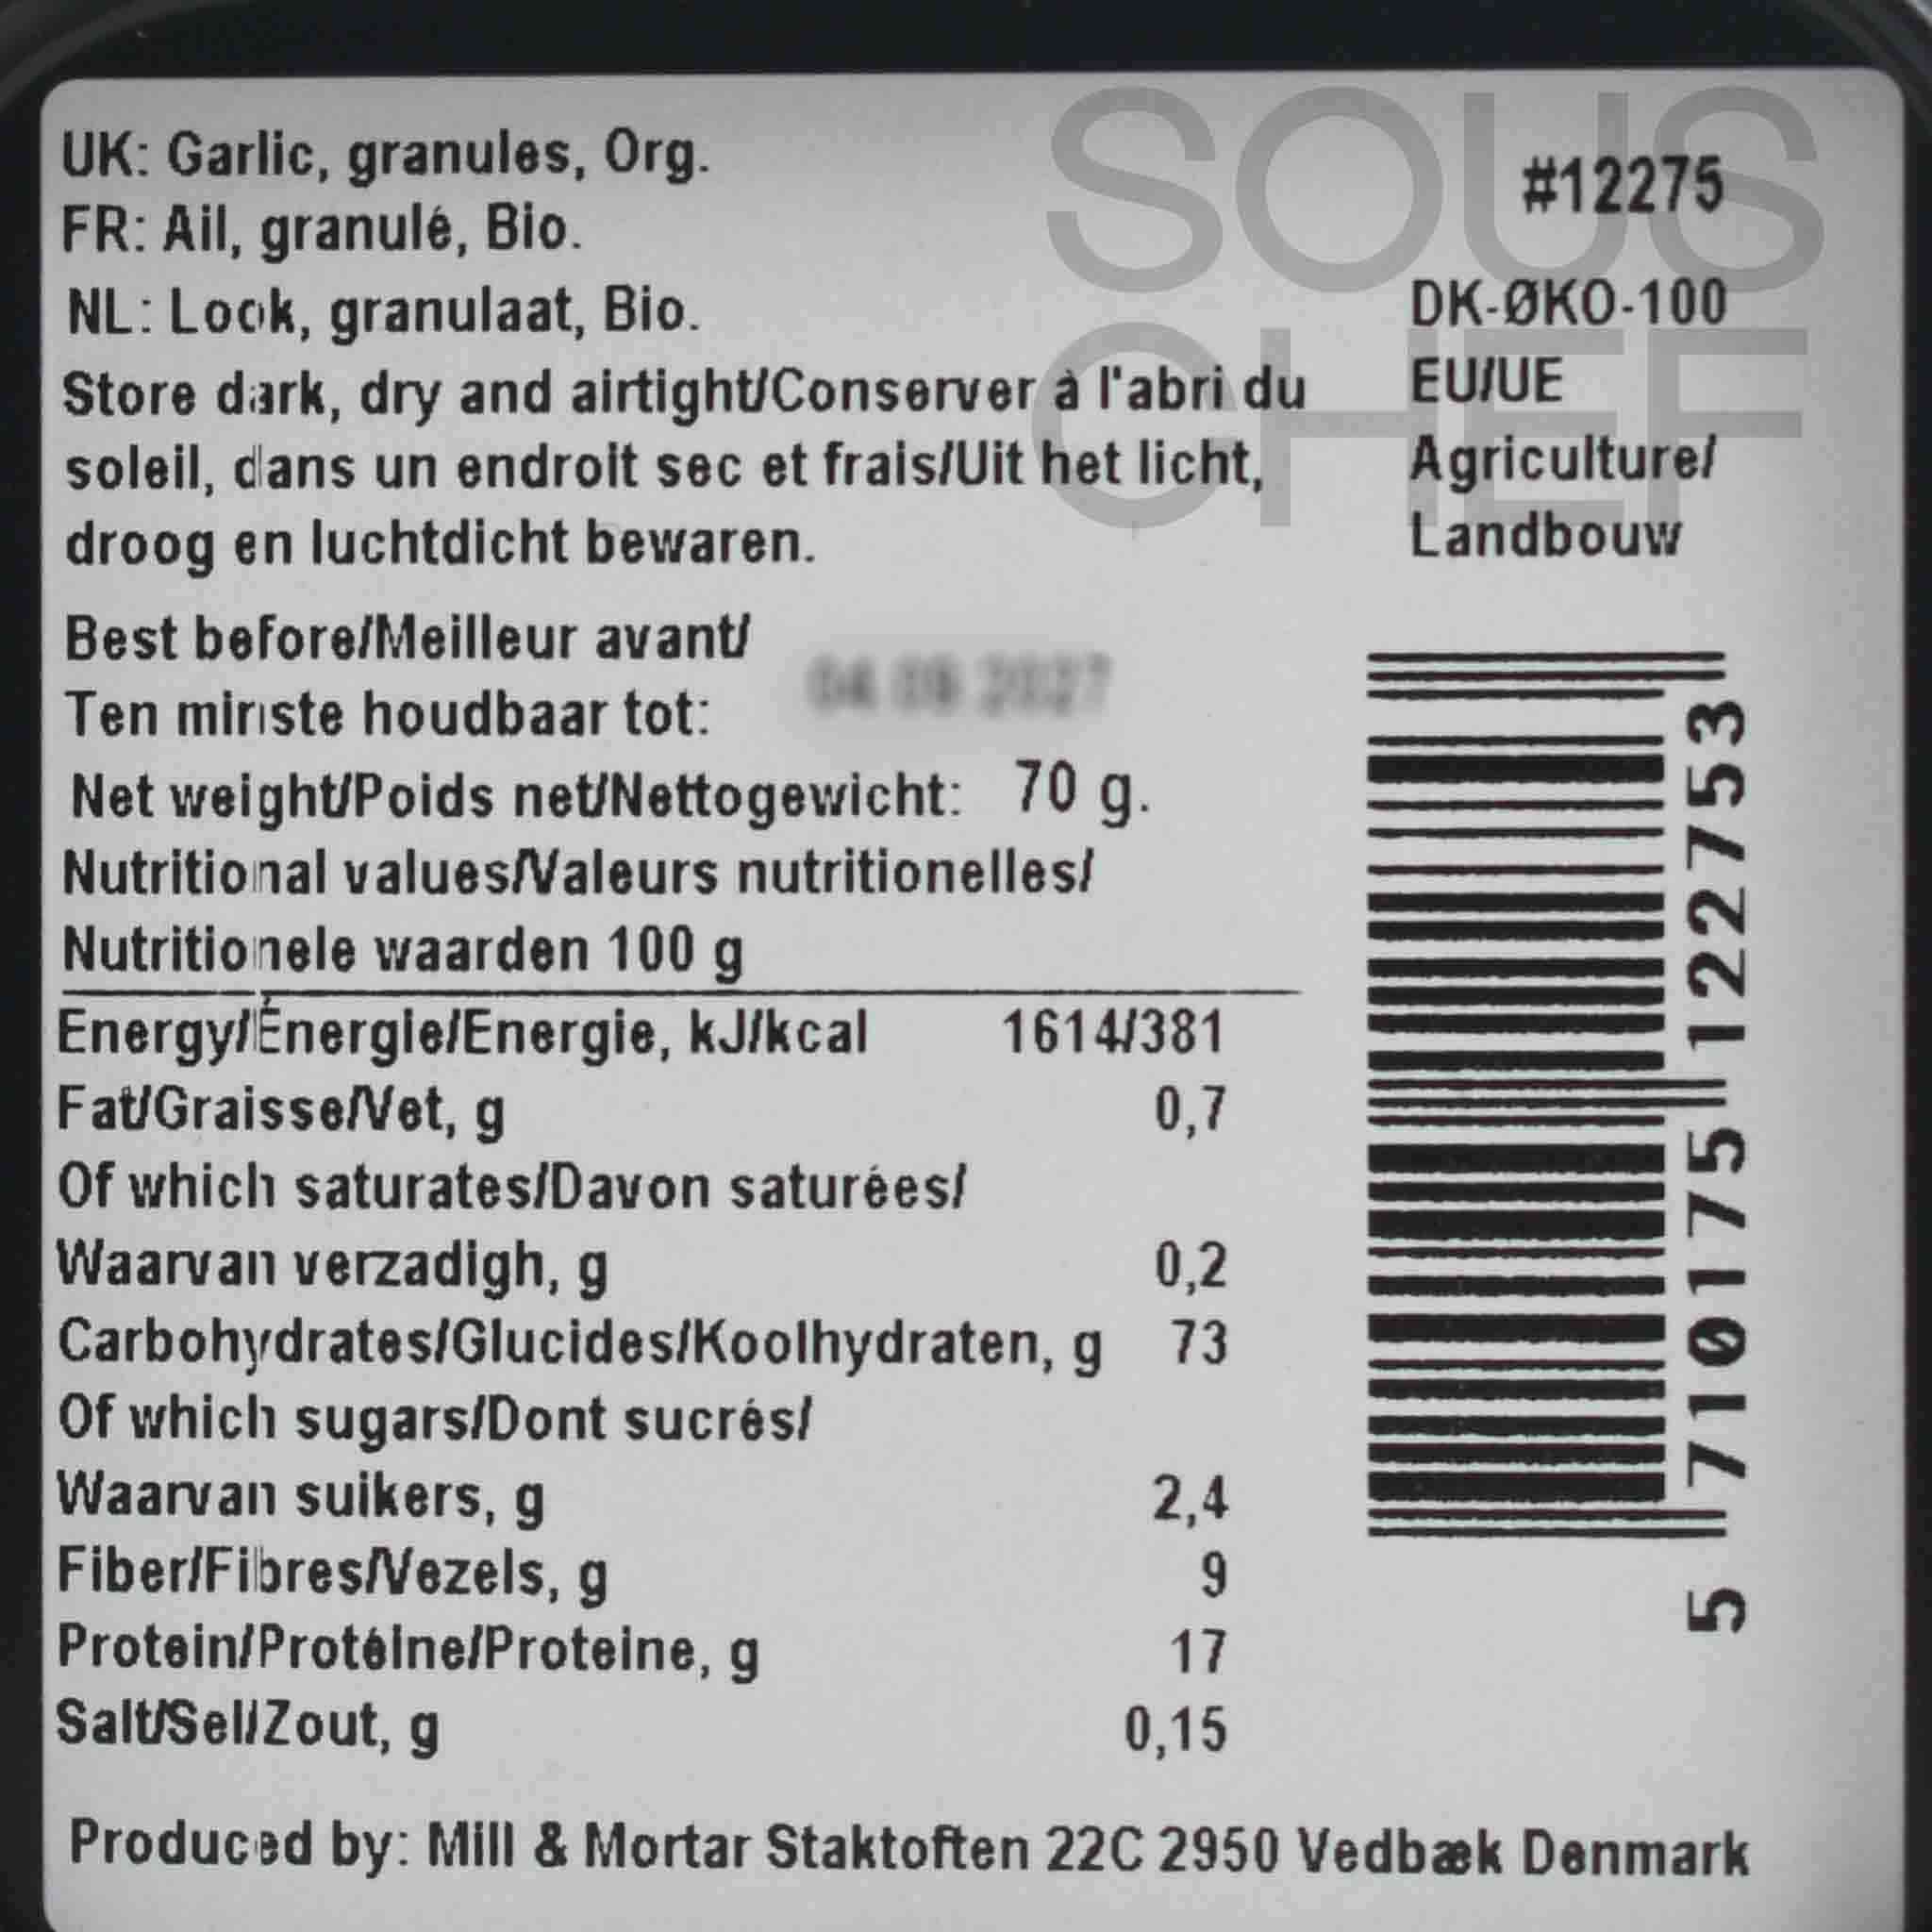 SOUS
CHEF
UK: Garlic, granules, Org.
FR: Ail, granulé, Bio.
NL: Look, granulaat, Bio.
Store dark, dry and airtight/Conserver à l'abri du
soleil, dans un endroit sec et frais/Uit het licht,
droog en luchtdicht bewaren.
#12275
DK-ØKO-100
EU/UE
Agriculture/
Landbouw
Best before/Meilleur avant/
Ten minste houdbaar tot:
Net weight/Poids net/Nettogewicht: 70 g.
Nutritional values/Valeurs nutritionelles/
Nutritionele waarden 100 g
Energy/Énergie/Energie, kJ/kcal 1614/381
Fat/Graisse/Vet, g 0,7
Of which saturates/Davon saturées/
Waarvan verzadigh, g 0,2
Carbohydrates/Glucides/Koolhydraten, g 73
Of which sugars/Dont sucrés/
Waarvan suikers, g 2,4
Fiber/Fibres/Vezels, g 9
Protein/Protéine/Proteine, g 17
Salt/Sel/Zout, g 0,15
5 710175 122753
Produced by: Mill & Mortar Staktoften 22C 2950 Vedbæk Denmark